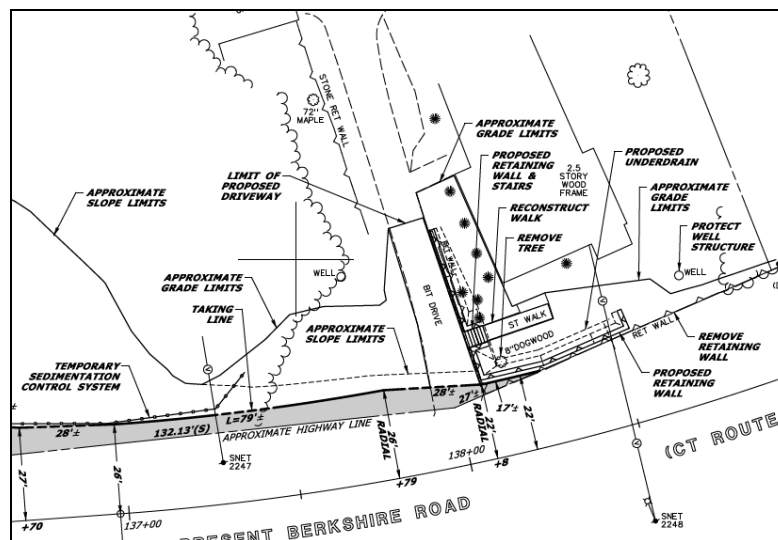 STONE RET WALL
72"
MAPLE
APPROXIMATE
GRADE LIMITS
PROPOSED
RETAINING
WALL & STAIRS
2.5
STORY
WOOD
FRAME
PROPOSED
UNDERDRAIN
LIMIT OF
PROPOSED
DRIVEWAY
APPROXIMATE
SLOPE LIMITS
RECONSTRUCT
WALK
APPROXIMATE
GRADE LIMITS
REMOVE
TREE
PROTECT
WELL
STRUCTURE
BIT WALK
WELL
WELL
APPROXIMATE
GRADE LIMITS
BIT DRIVE
TAKING
LINE
APPROXIMATE
SLOPE LIMITS
ST WALK
8"DOGWOOD
RET WALL
REMOVE
RETAINING
WALL
TEMPORARY
SEDIMENTATION
CONTROL SYSTEM
PROPOSED
RETAINING
WALL
28'±
132.13'(S)
L=79'±
APPROXIMATE HIGHWAY LINE
28'±
27'±
17'±
27'
26'
26'
RADIAL
22'
RADIAL
22'
SNET
2247
138+00
+8
+79
+70
137+00
PRESENT BERKSHIRE ROAD
(CT ROUTE
SNET
2248